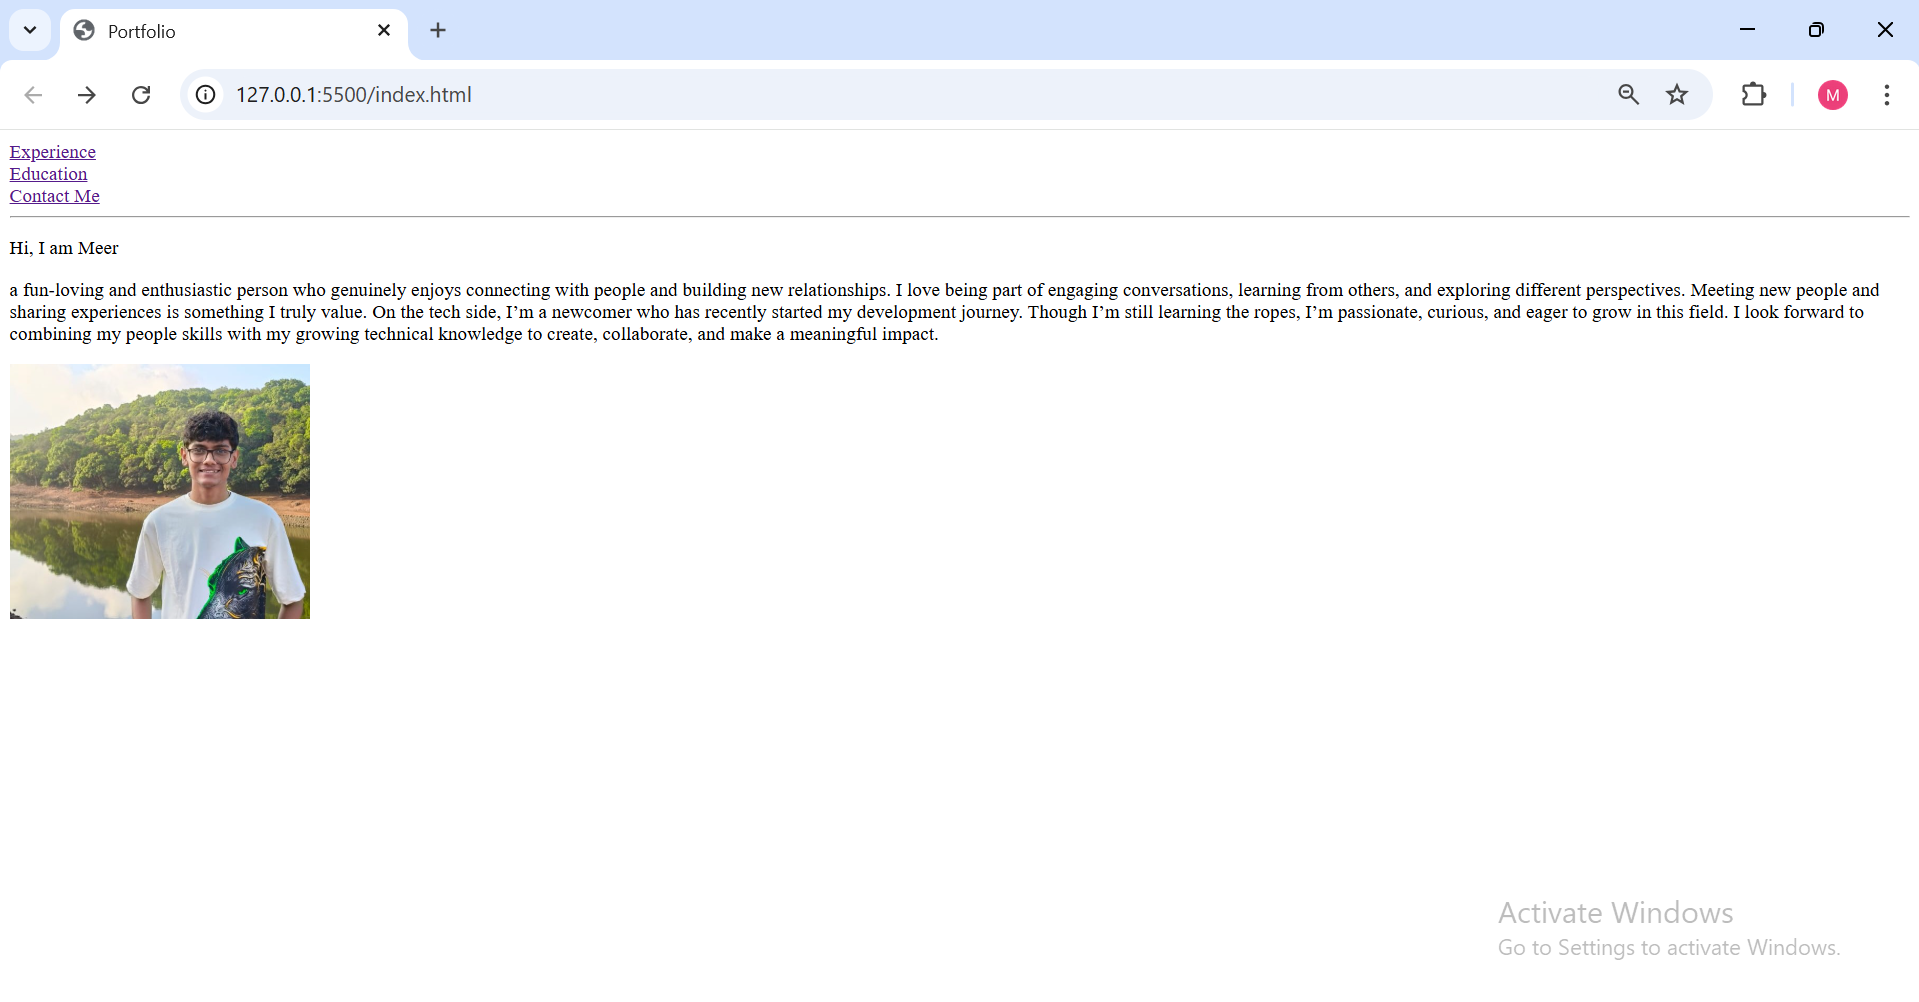 Portfolio
127.0.0.1:5500/index.html
M
Experience
Education
Contact Me
Hi, I am Meer
a fun-loving and enthusiastic person who genuinely enjoys connecting with people and building new relationships. I love being part of engaging conversations, learning from others, and exploring different perspectives. Meeting new people and
sharing experiences is something I truly value. On the tech side, I’m a newcomer who has recently started my development journey. Though I’m still learning the ropes, I’m passionate, curious, and eager to grow in this field. I look forward to
combining my people skills with my growing technical knowledge to create, collaborate, and make a meaningful impact.
Activate Windows
Go to Settings to activate Windows.